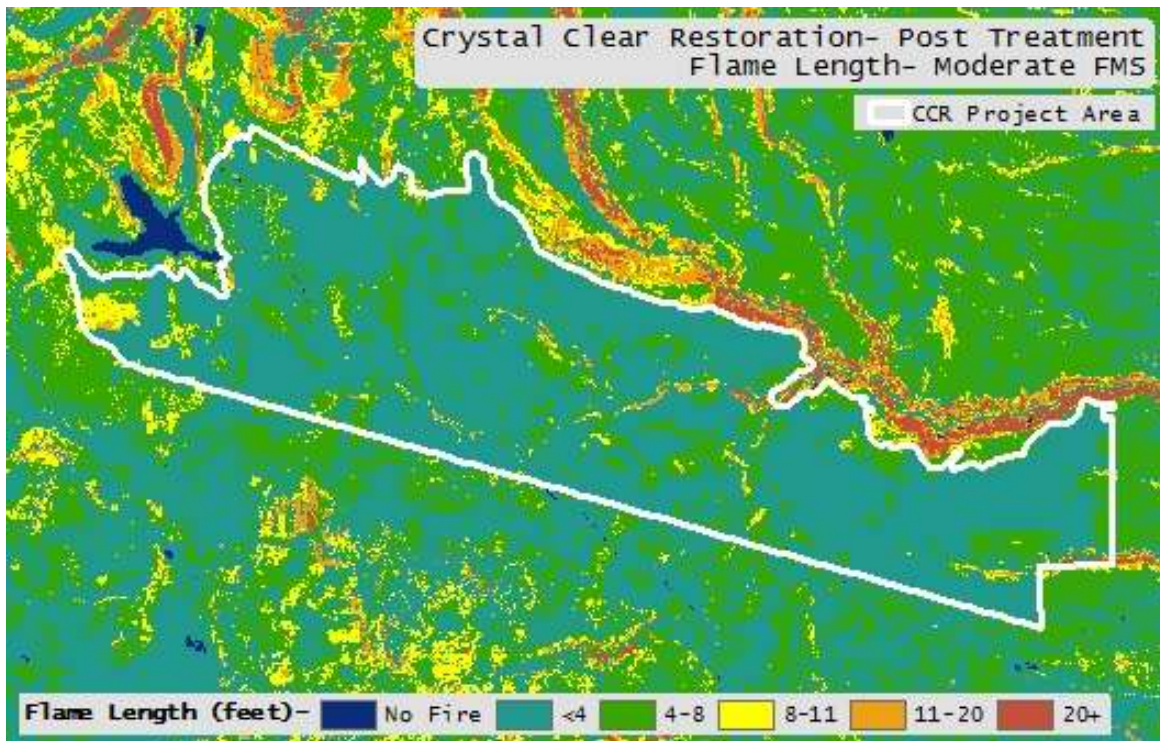 Crystal Clear Restoration- Post Treatment
Flame Length- Moderate FMS
CCR Project Area
Flame Length (feet)- No Fire <4 4-8 8-11 11-20 20+